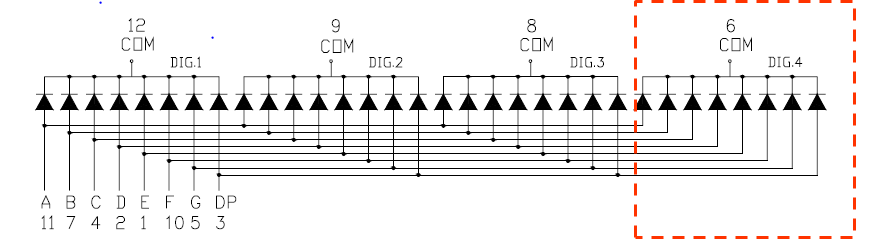 12 9 8 6
COM COM COM COM
DIG.1 DIG.2 DIG.3 DIG.4
A B C D E F G DP
11 7 4 2 1 10 5 3